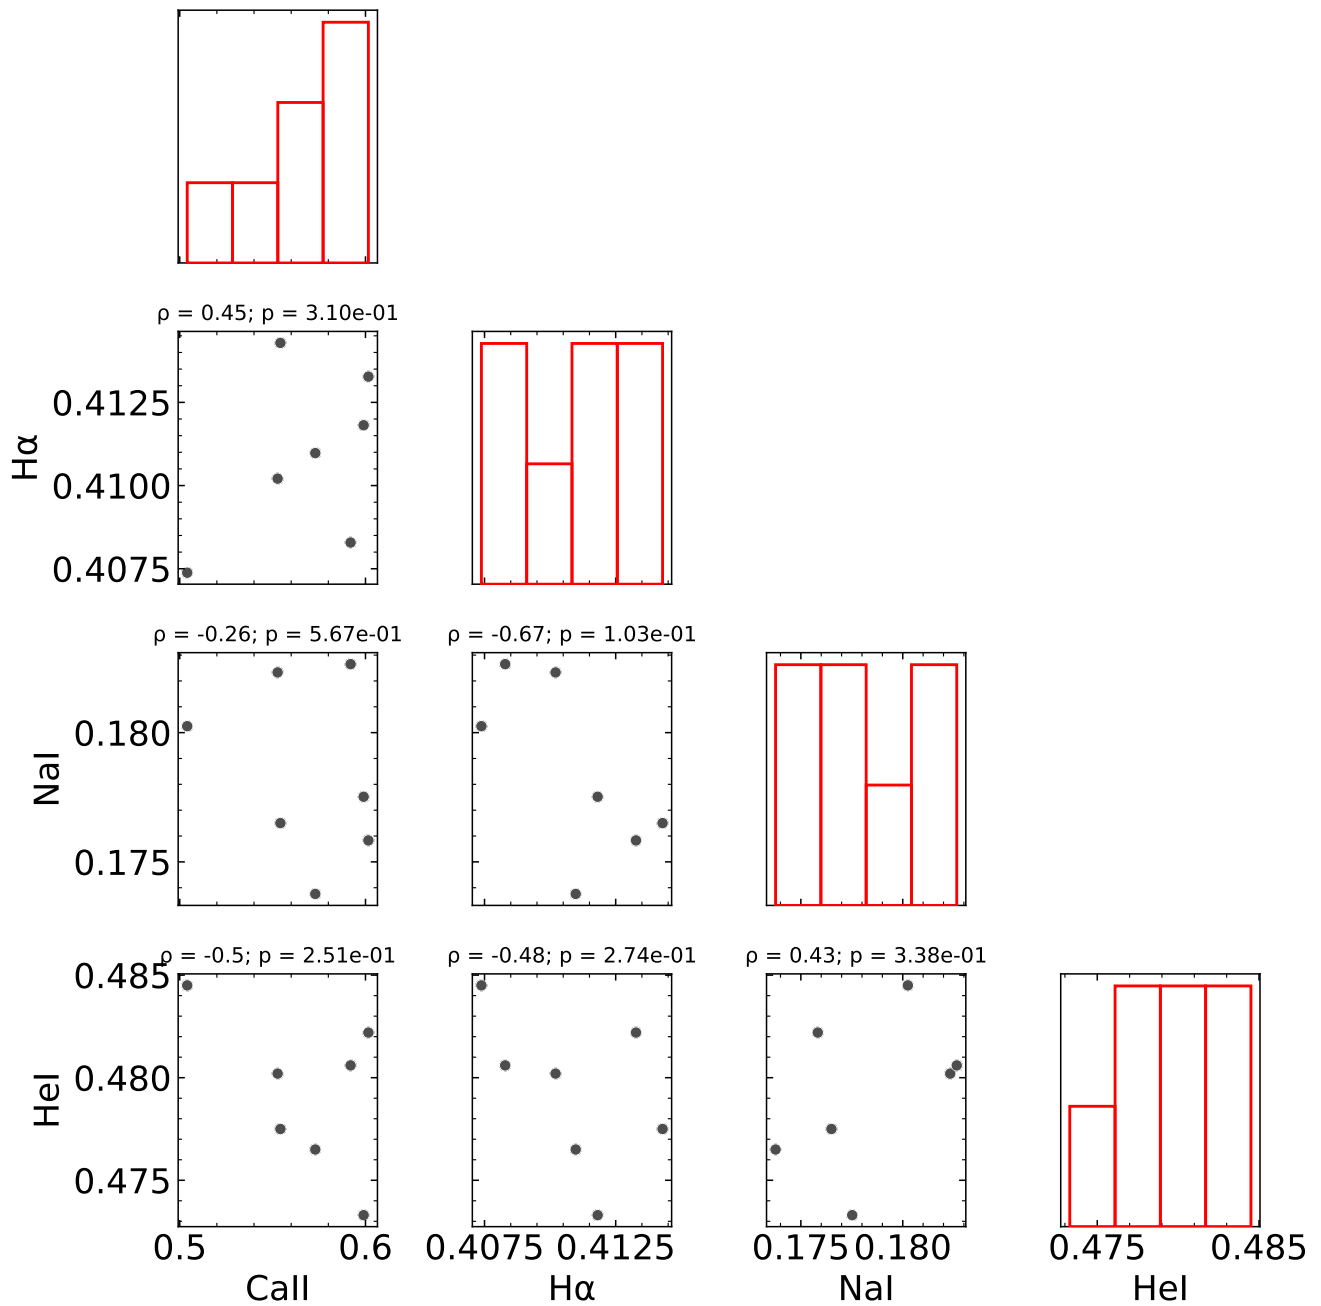 ρ = 0.45; p = 3.10e-01
0.4125
0.4100
0.4075
Hα
ρ = -0.26; p = 5.67e-01
ρ = -0.67; p = 1.03e-01
0.180
0.175
NaI
ρ = -0.5; p = 2.51e-01
ρ = -0.48; p = 2.74e-01
ρ = 0.43; p = 3.38e-01
0.485
0.480
0.475
HeI
0.5 0.6
0.4075 0.4125
0.175 0.180
0.475 0.485
CaII
Hα
NaI
HeI